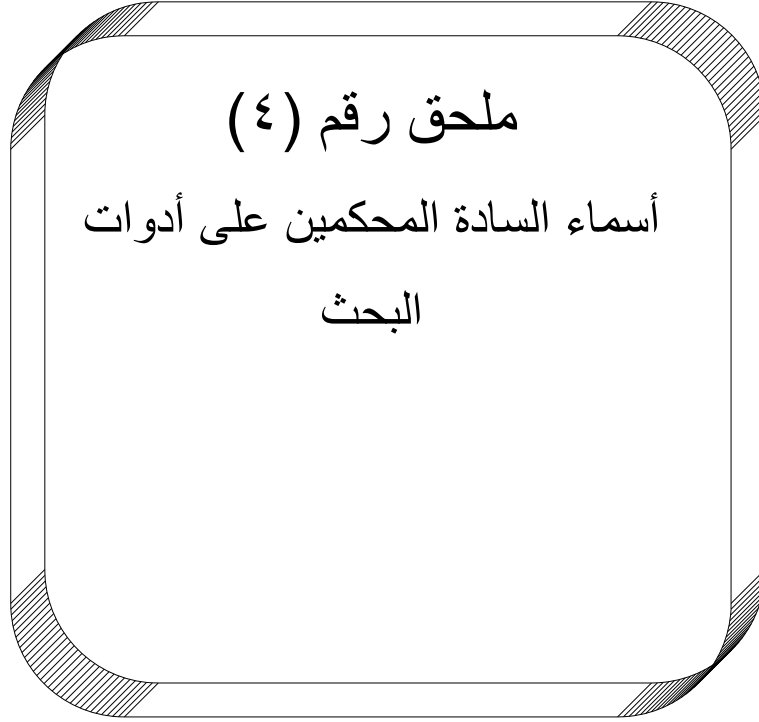 ملحق رقم (٤)
أسماء السادة المحكمين على أدوات
البحث